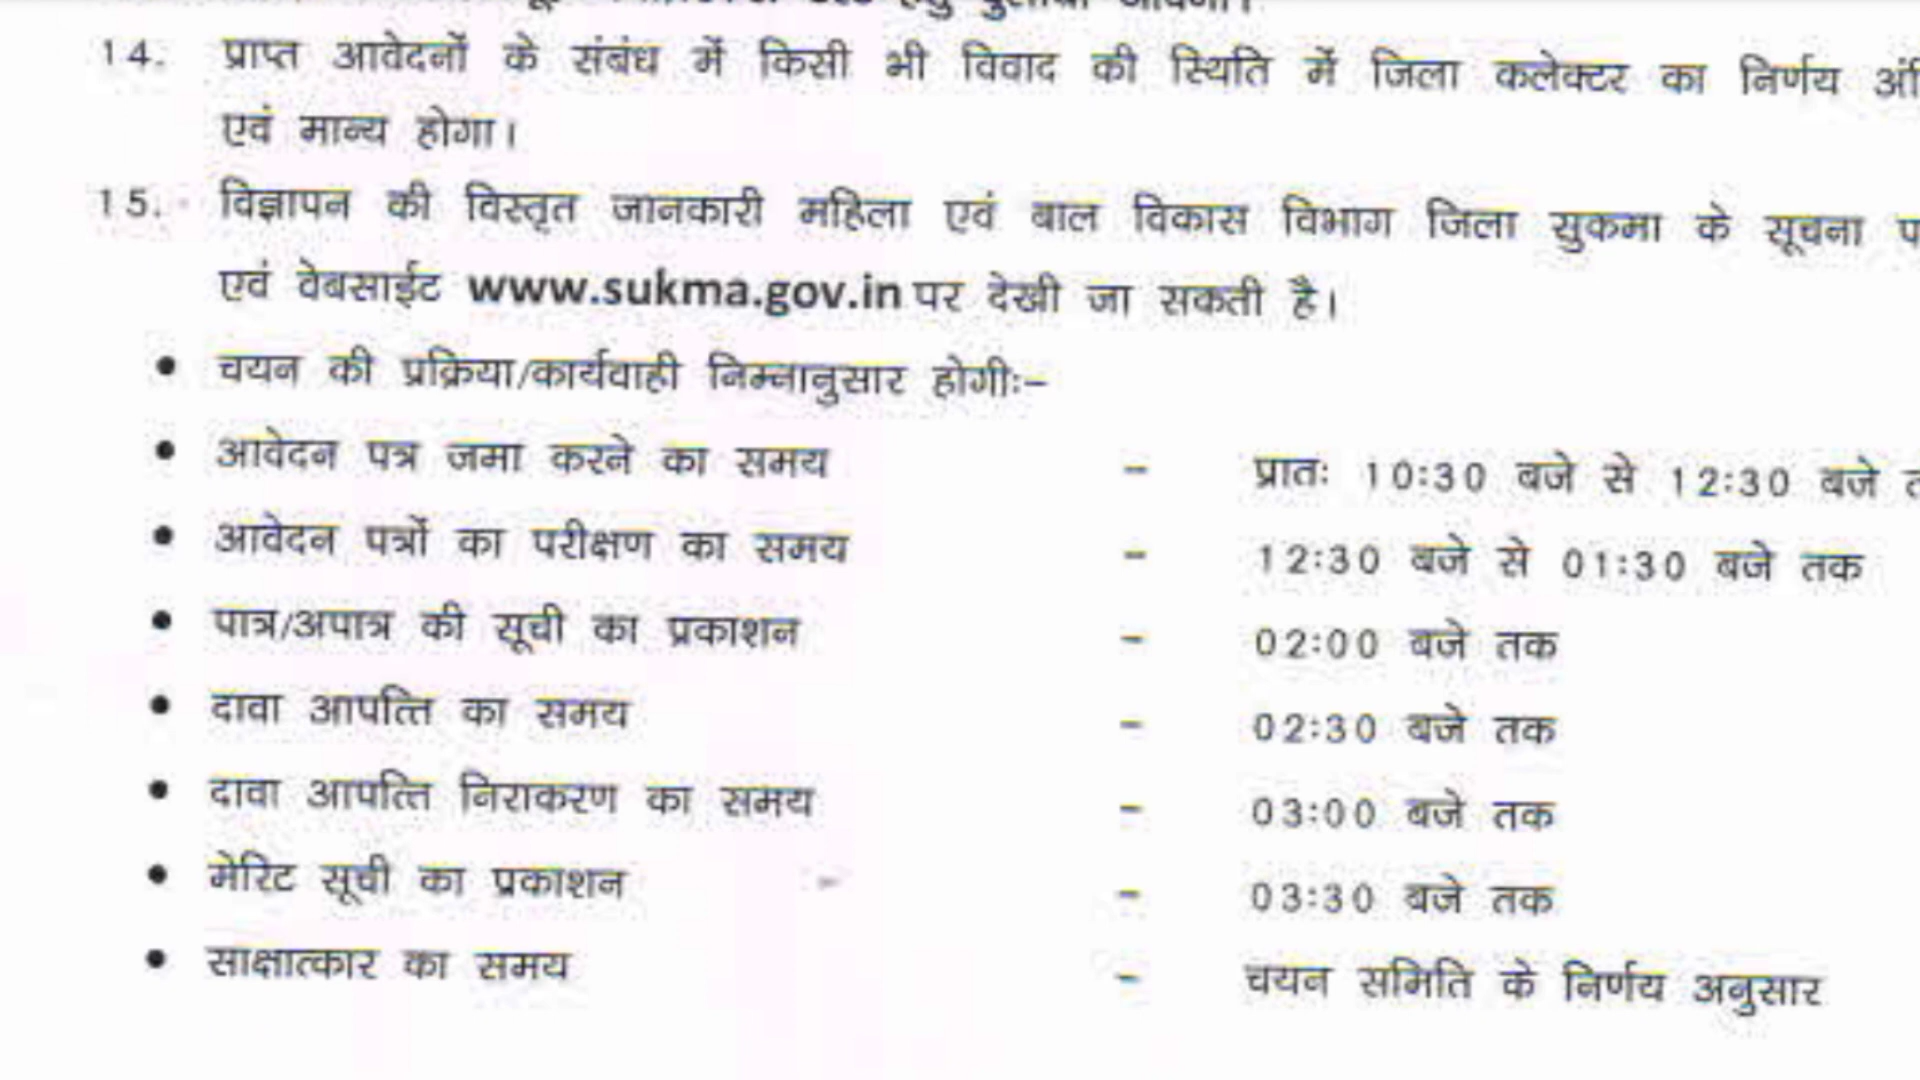 14. प्राप्त आवेदनों के संबंध में किसी भी विवाद की स्थिति में जिला कलेक्टर का निर्णय
एवं मान्य होगा।
15. विज्ञापन की विस्तृत जानकारी महिला एवं बाल विकास विभाग जिला सुकमा के सूचना
एवं वेबसाईट www.sukma.gov.in पर देखी जा सकती है।
• चयन की प्रक्रिया/कार्यवाही निम्नानुसार होगीः-
• आवेदन पत्र जमा करने का समय - प्रातः 10:30 बजे से 12:30 बजे
• आवेदन पत्रों का परीक्षण का समय - 12:30 बजे से 01:30 बजे तक
• पात्र/अपात्र की सूची का प्रकाशन - 02:00 बजे तक
• दावा आपत्ति का समय - 02:30 बजे तक
• दावा आपत्ति निराकरण का समय - 03:00 बजे तक
• मेरिट सूची का प्रकाशन - 03:30 बजे तक
• साक्षात्कार का समय - चयन समिति के निर्णय अनुसार